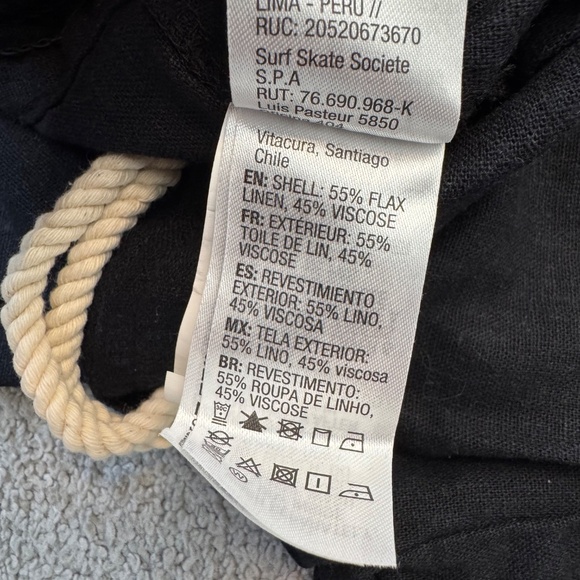 LIMA - PERU //
RUC: 20520673670
Surf Skate Societe
S.P.A
RUT: 76.690.968-K
Luis Pasteur 5850
Vitacura, Santiago
Chile
EN: SHELL: 55% FLAX
LINEN, 45% VISCOSE
FR: EXTERIEUR: 55%
TOILE DE LIN, 45%
VISCOSE
ES: REVESTIMIENTO
EXTERIOR: 55% LINO,
45% VISCOSA
MX: TELA EXTERIOR:
55% LINO, 45% viscosa
BR: REVESTIMENTO:
55% ROUPA DE LINHO,
45% VISCOSE